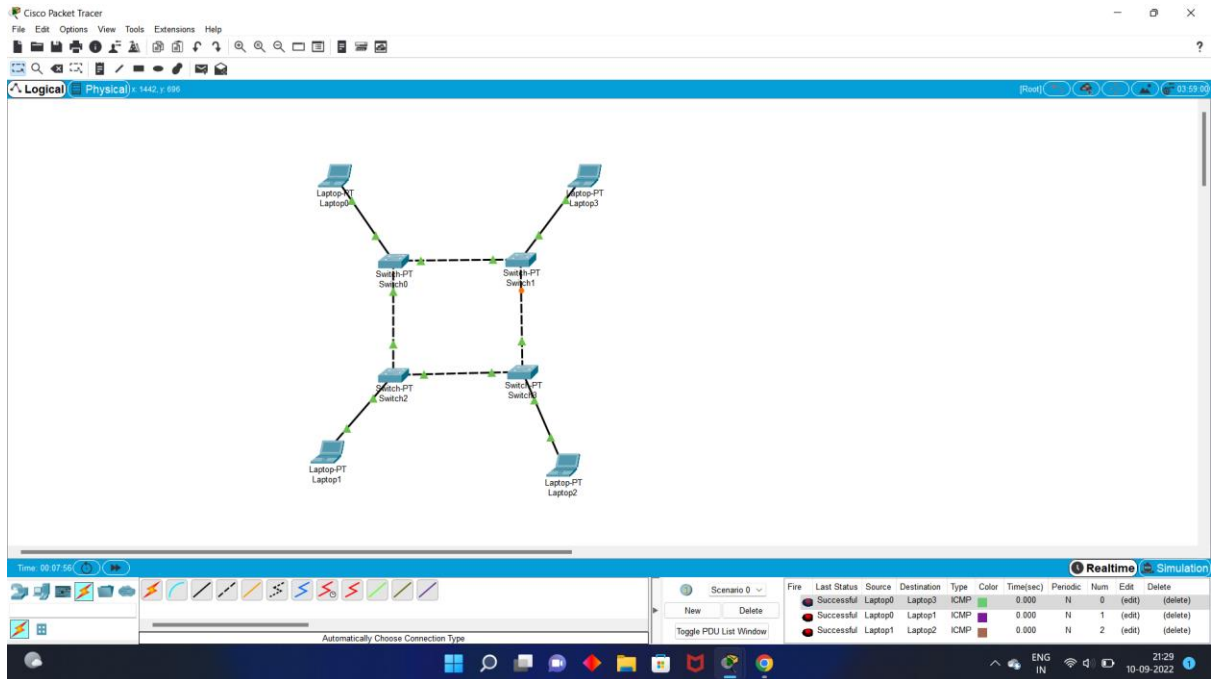 Cisco Packet Tracer
File Edit Options View Tools Extensions Help
?
Logical Physical x: 1442, y: 696 [Root] 03:59:00
Laptop-PT
Laptop0
Laptop-PT
Laptop3
Switch-PT
Switch0
Switch-PT
Switch1
Switch-PT
Switch2
Switch-PT
Switch3
Laptop-PT
Laptop1
Laptop-PT
Laptop2
Time: 00:07:56 Realtime Simulation
Scenario 0
New Delete
Toggle PDU List Window
Fire Last Status Source Destination Type Color Time(sec) Periodic Num Edit Delete
Successful Laptop0 Laptop3 ICMP 0.000 N 0 (edit) (delete)
Successful Laptop0 Laptop1 ICMP 0.000 N 1 (edit) (delete)
Successful Laptop1 Laptop2 ICMP 0.000 N 2 (edit) (delete)
Automatically Choose Connection Type
ENG
IN
21:29
10-09-2022
1